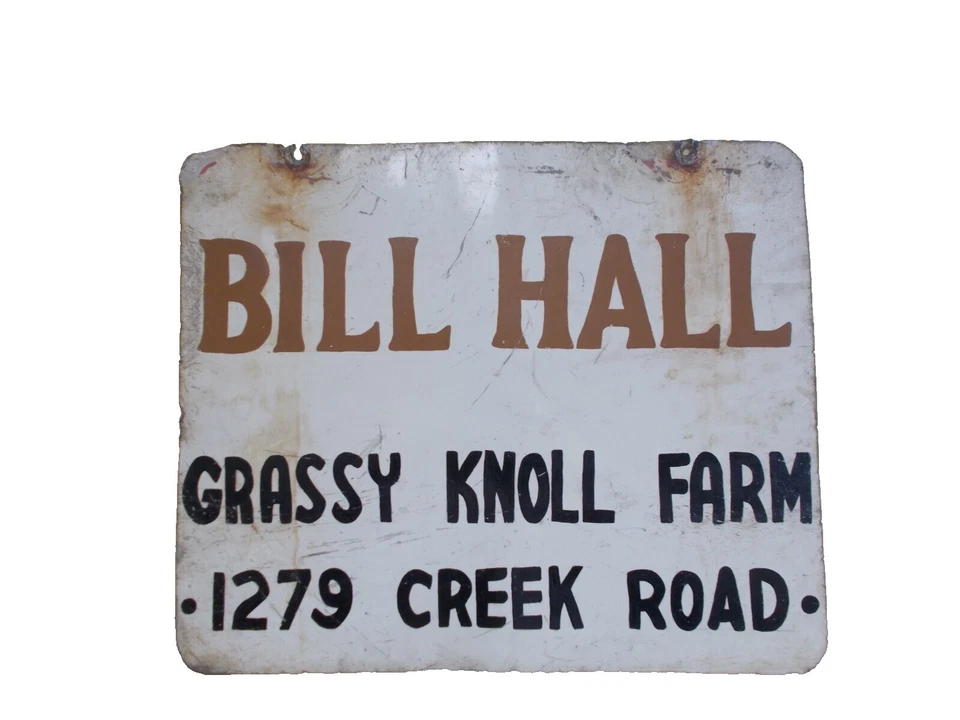 BILL HALL
GRASSY KNOLL FARM
•1279 CREEK ROAD•